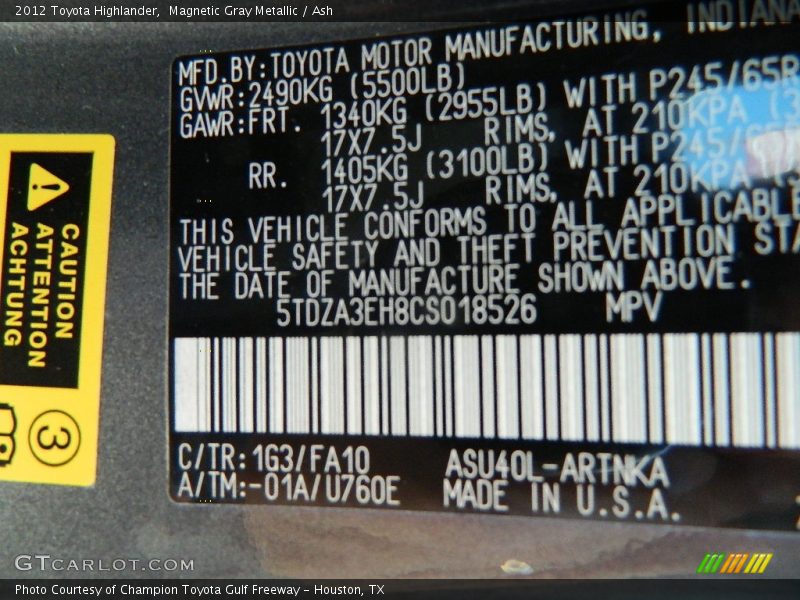 2012 Toyota Highlander, Magnetic Gray Metallic / Ash
MFD.BY:TOYOTA MOTOR MANUFACTURING, INDIANA
GVWR:2490KG (5500LB)
GAWR:FRT. 1340KG (2955LB) WITH P245/65R
17X7.5J RIMS, AT 210KPA (3
RR. 1405KG (3100LB) WITH P245/6
17X7.5J RIMS, AT 210KPA (3
THIS VEHICLE CONFORMS TO ALL APPLICABLE
VEHICLE SAFETY AND THEFT PREVENTION STA
THE DATE OF MANUFACTURE SHOWN ABOVE.
5TDZA3EH8CS018526 MPV
C/TR:1G3/FA10 ASU40L-ARTNKA
A/TM:-01A/U760E MADE IN U.S.A.
CAUTION
ATTENTION
ACHTUNG
3
GTCARLOT.COM
Photo Courtesy of Champion Toyota Gulf Freeway – Houston, TX